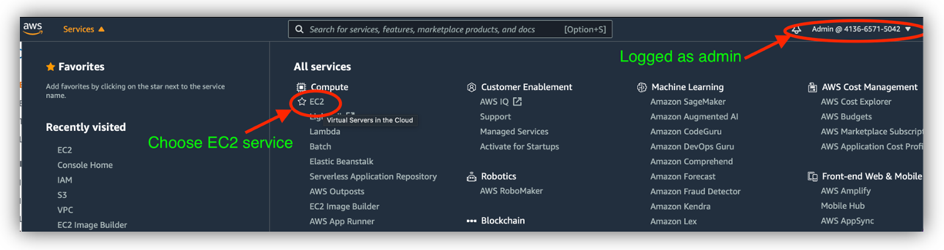 aws
Services ▲
Search for services, features, marketplace products, and docs [Option+S]
Admin @ 4136-6571-5042 ▼
Logged as admin
Favorites
Add favorites by clicking on the star next to the service
name.
Recently visited
EC2
Console Home
IAM
S3
VPC
EC2 Image Builder
Choose EC2 service
All services
Compute
EC2
Virtual Servers in the Cloud
Lambda
Batch
Elastic Beanstalk
Serverless Application Repository
AWS Outposts
EC2 Image Builder
AWS App Runner
Customer Enablement
AWS IQ
Support
Managed Services
Activate for Startups
Robotics
AWS RoboMaker
Blockchain
Machine Learning
Amazon SageMaker
Amazon Augmented AI
Amazon CodeGuru
Amazon DevOps Guru
Amazon Comprehend
Amazon Forecast
Amazon Fraud Detector
Amazon Kendra
Amazon Lex
AWS Cost Management
AWS Cost Explorer
AWS Budgets
AWS Marketplace Subscrip
AWS Application Cost Profi
Front-end Web & Mobile
AWS Amplify
Mobile Hub
AWS AppSync